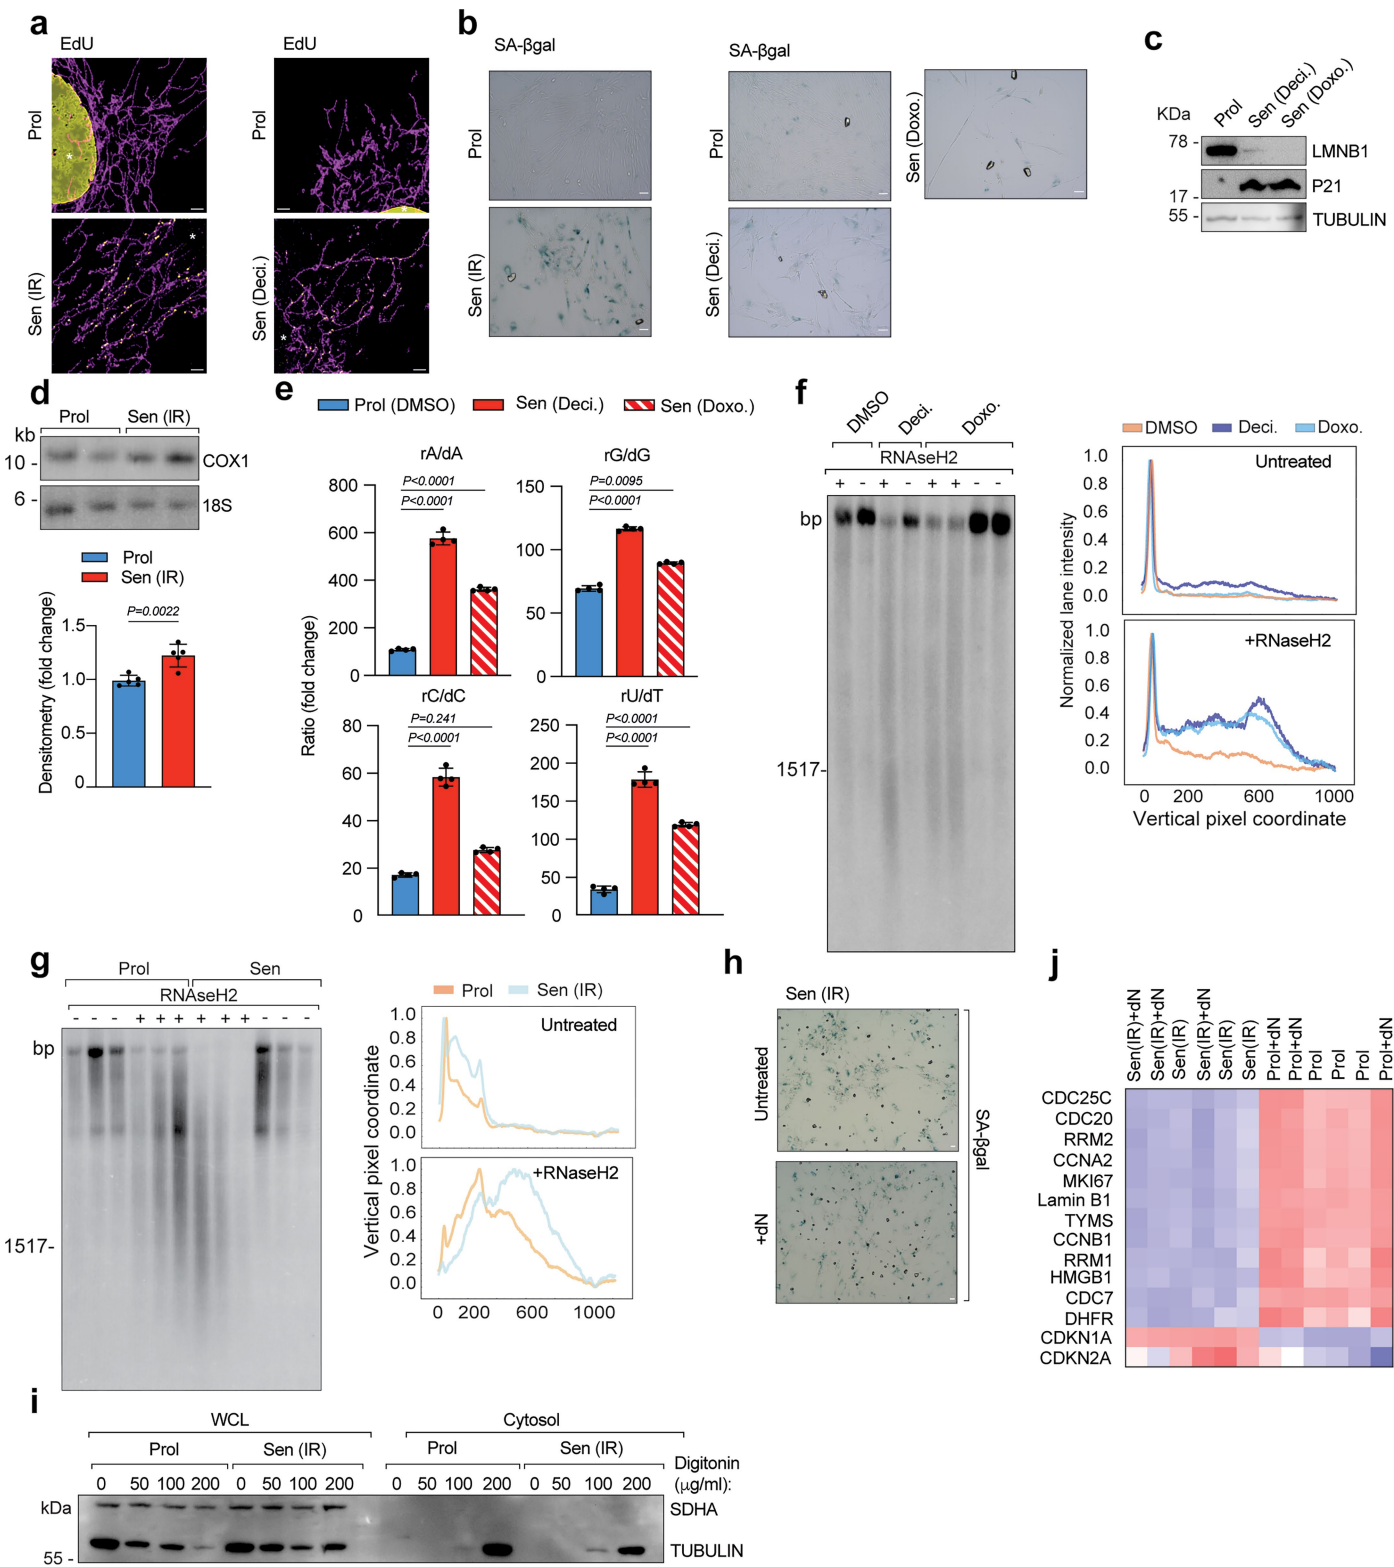 a
EdU
EdU
Prol
Prol
*
*
Sen (IR)
Sen (Deci.)
*
*
b
SA-βgal
SA-βgal
Prol
Prol
Sen (Doxo.)
Sen (IR)
Sen (Deci.)
c
KDa
Prol
Sen (Deci.)
Sen (Doxo.)
78 -
LMNB1
P21
17 -
55 -
TUBULIN
d
Prol Sen (IR)
kb
10 -
COX1
6 -
18S
Prol
Sen (IR)
Densitometry (fold change)
P=0.0022
1.5
1.0
0.5
0
e
Prol (DMSO) Sen (Deci.) Sen (Doxo.)
Ratio (fold change)
rA/dA
P<0.0001
P<0.0001
800
600
400
200
0
rG/dG
P=0.0095
P<0.0001
150
100
50
0
rC/dC
P=0.241
P<0.0001
80
60
40
20
0
rU/dT
P<0.0001
P<0.0001
250
200
150
100
50
0
f
DMSO Deci. Doxo.
RNAseH2
+ - + - + + - -
bp
1517-
DMSO Deci. Doxo.
Normalized lane intensity
Untreated
1.0
0.6
0.4
0.2
0.0
+RNaseH2
1.0
0.8
0.6
0.4
0.2
0.0
0 200 600 1000
Vertical pixel coordinate
g
Prol Sen
RNAseH2
- - - + + + + + + - - -
bp
1517-
Prol Sen (IR)
Vertical pixel coordinate
Untreated
1.0
0.8
0.6
0.4
0.2
0.0
+RNaseH2
1.0
0.8
0.6
0.4
0.2
0.0
0 200 600 1000
h
Sen (IR)
Untreated
+dN
SA-βgal
j
Sen(IR)+dN
Sen(IR)+dN
Sen(IR)
Sen(IR)+dN
Sen(IR)
Sen(IR)
Prol+dN
Prol+dN
Prol
Prol
Prol
Prol+dN
CDC25C
CDC20
RRM2
CCNA2
MKI67
Lamin B1
TYMS
CCNB1
RRM1
HMGB1
CDC7
DHFR
CDKN1A
CDKN2A
i
WCL Cytosol
Prol Sen (IR) Prol Sen (IR)
Digitonin
0 50 100 200 0 50 100 200 0 50 100 200 0 50 100 200 (μg/ml):
kDa
SDHA
55 -
TUBULIN